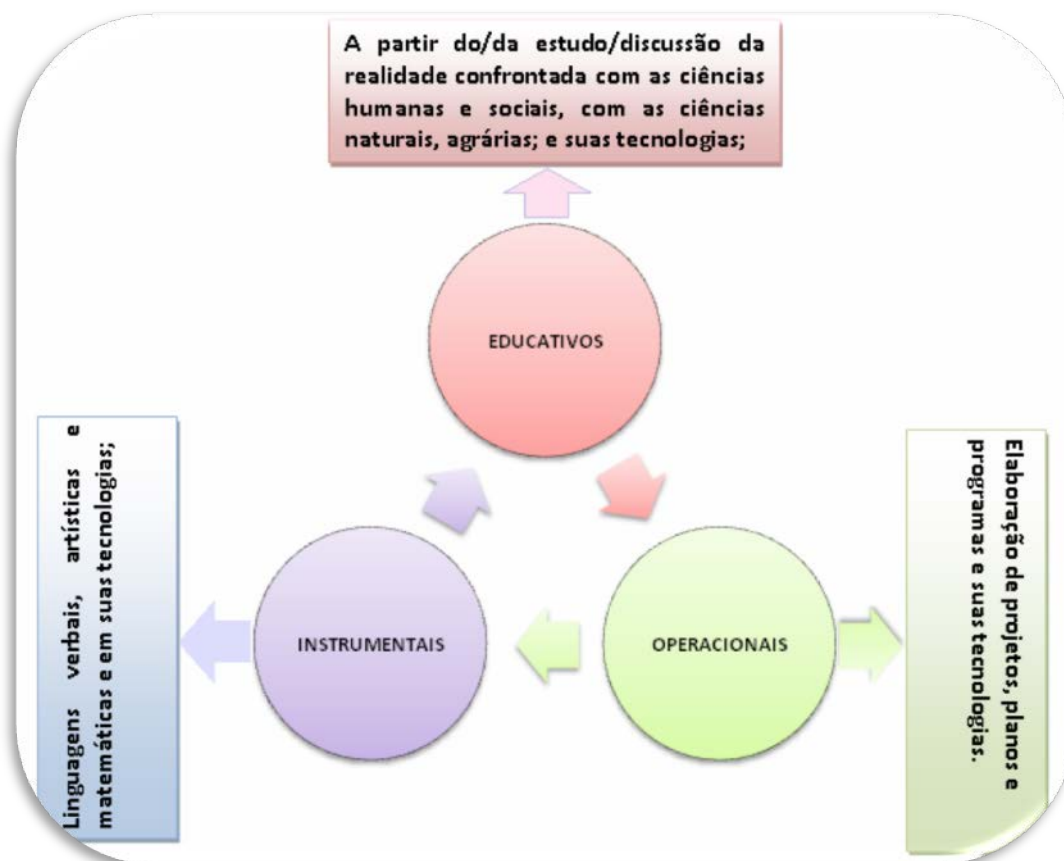 A partir do/da estudo/discussão da
realidade confrontada com as ciências
humanas e sociais, com as ciências
naturais, agrárias; e suas tecnologias;
EDUCATIVOS
Linguagens verbais, artísticas e
matemáticas e em suas tecnologias;
INSTRUMENTAIS
OPERACIONAIS
Elaboração de projetos, planos e
programas e suas tecnologias.